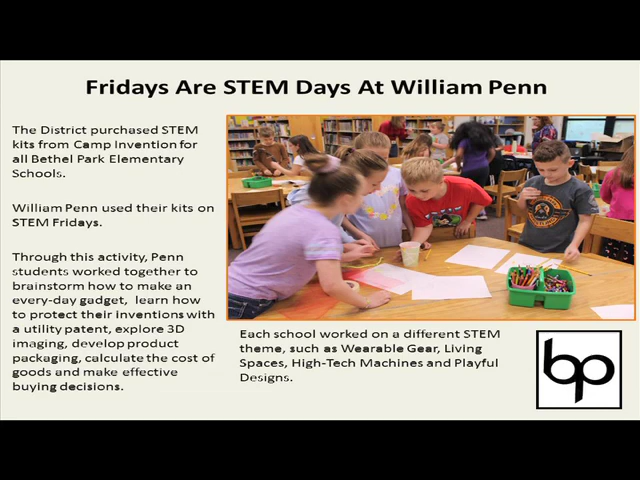 Fridays Are STEM Days At William Penn
The District purchased STEM
kits from Camp Invention for
all Bethel Park Elementary
Schools.
William Penn used their kits on
STEM Fridays.
Through this activity, Penn
students worked together to
brainstorm how to make an
every-day gadget, learn how
to protect their inventions with
a utility patent, explore 3D
imaging, develop product
packaging, calculate the cost of
goods and make effective
buying decisions.
Each school worked on a different STEM
theme, such as Wearable Gear, Living
Spaces, High-Tech Machines and Playful
Designs.
bp